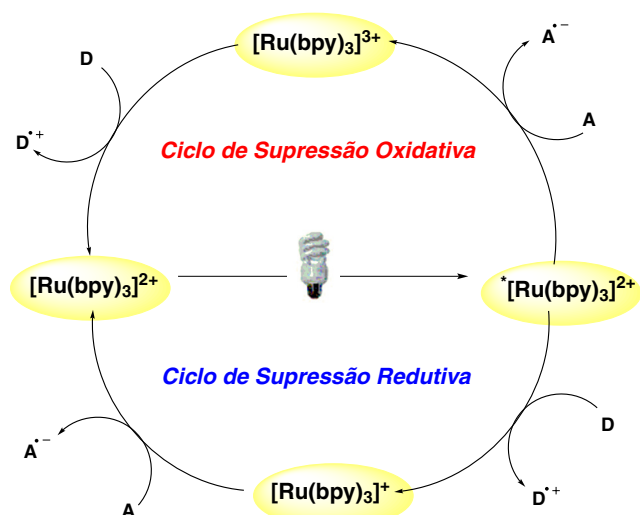 [Ru(bpy)₃]³⁺
A•−
D
D•+
A
Ciclo de Supressão Oxidativa
[Ru(bpy)₃]²⁺
*[Ru(bpy)₃]²⁺
Ciclo de Supressão Redutiva
D
A•−
D•+
A
[Ru(bpy)₃]⁺